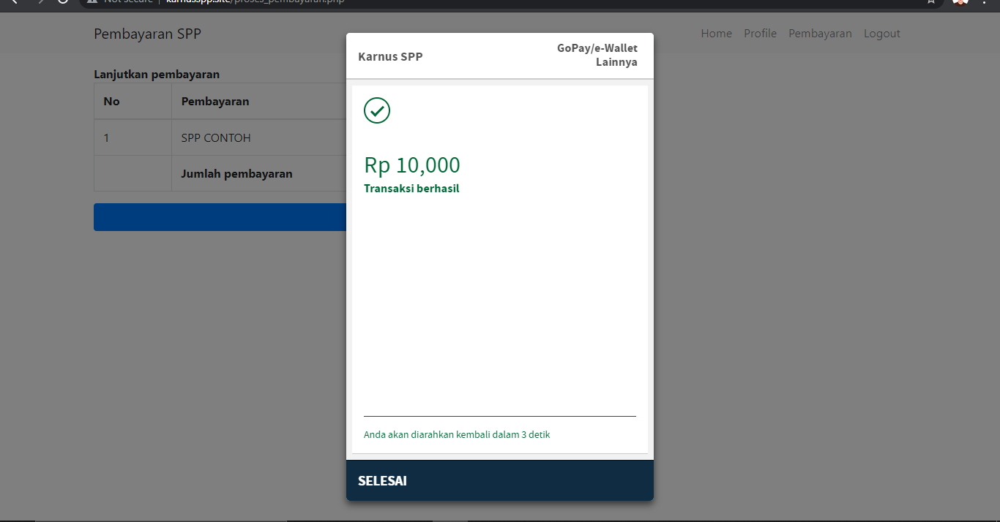 Not secure | karnusspp.site/proses_pembayaran.php
Pembayaran SPP
Home Profile Pembayaran Logout
Lanjutkan pembayaran
No Pembayaran
1 SPP CONTOH
Jumlah pembayaran
Karnus SPP
GoPay/e-Wallet
Lainnya
Rp 10,000
Transaksi berhasil
Anda akan diarahkan kembali dalam 3 detik
SELESAI